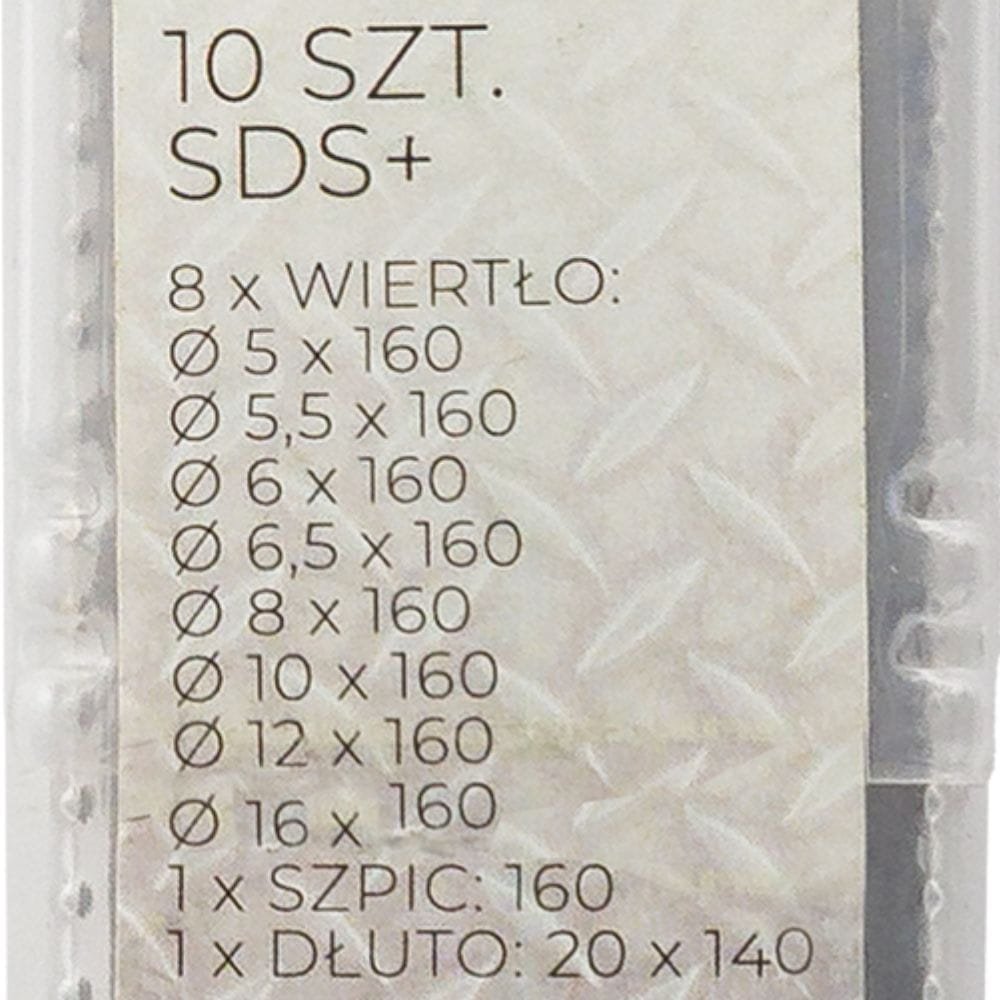 10 SZT.
SDS+
8 x WIERTŁO:
Ø 5 x 160
Ø 5,5 x 160
Ø 6 x 160
Ø 6,5 x 160
Ø 8 x 160
Ø 10 x 160
Ø 12 x 160
Ø 16 x 160
1 x SZPIC: 160
1 x DŁUTO: 20 x 140